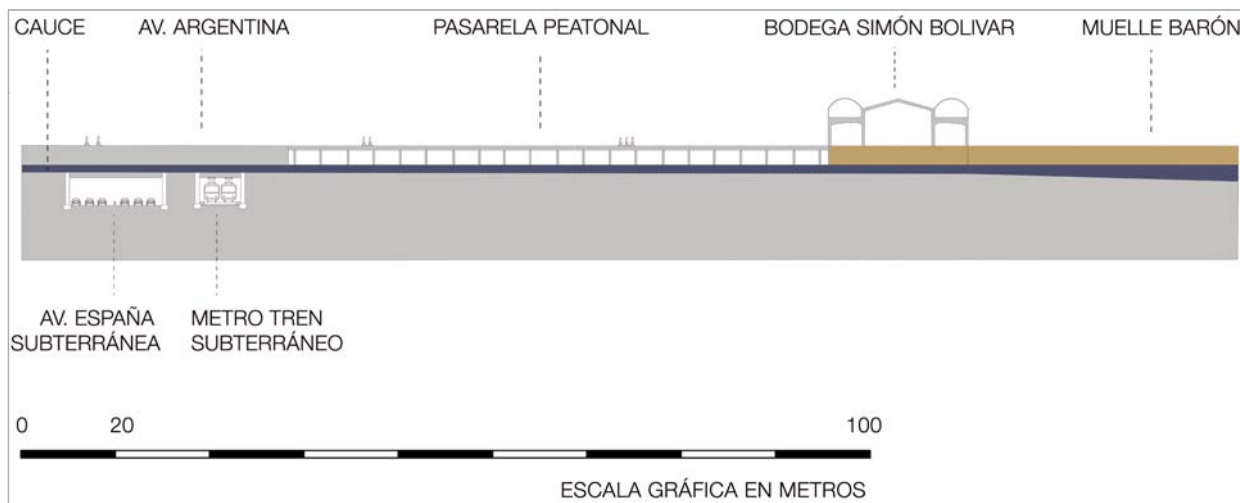 CAUCE
AV. ARGENTINA
PASARELA PEATONAL
BODEGA SIMÓN BOLIVAR
MUELLE BARÓN
AV. ESPAÑA
SUBTERRÁNEA
METRO TREN
SUBTERRÁNEO
0 20 100
ESCALA GRÁFICA EN METROS